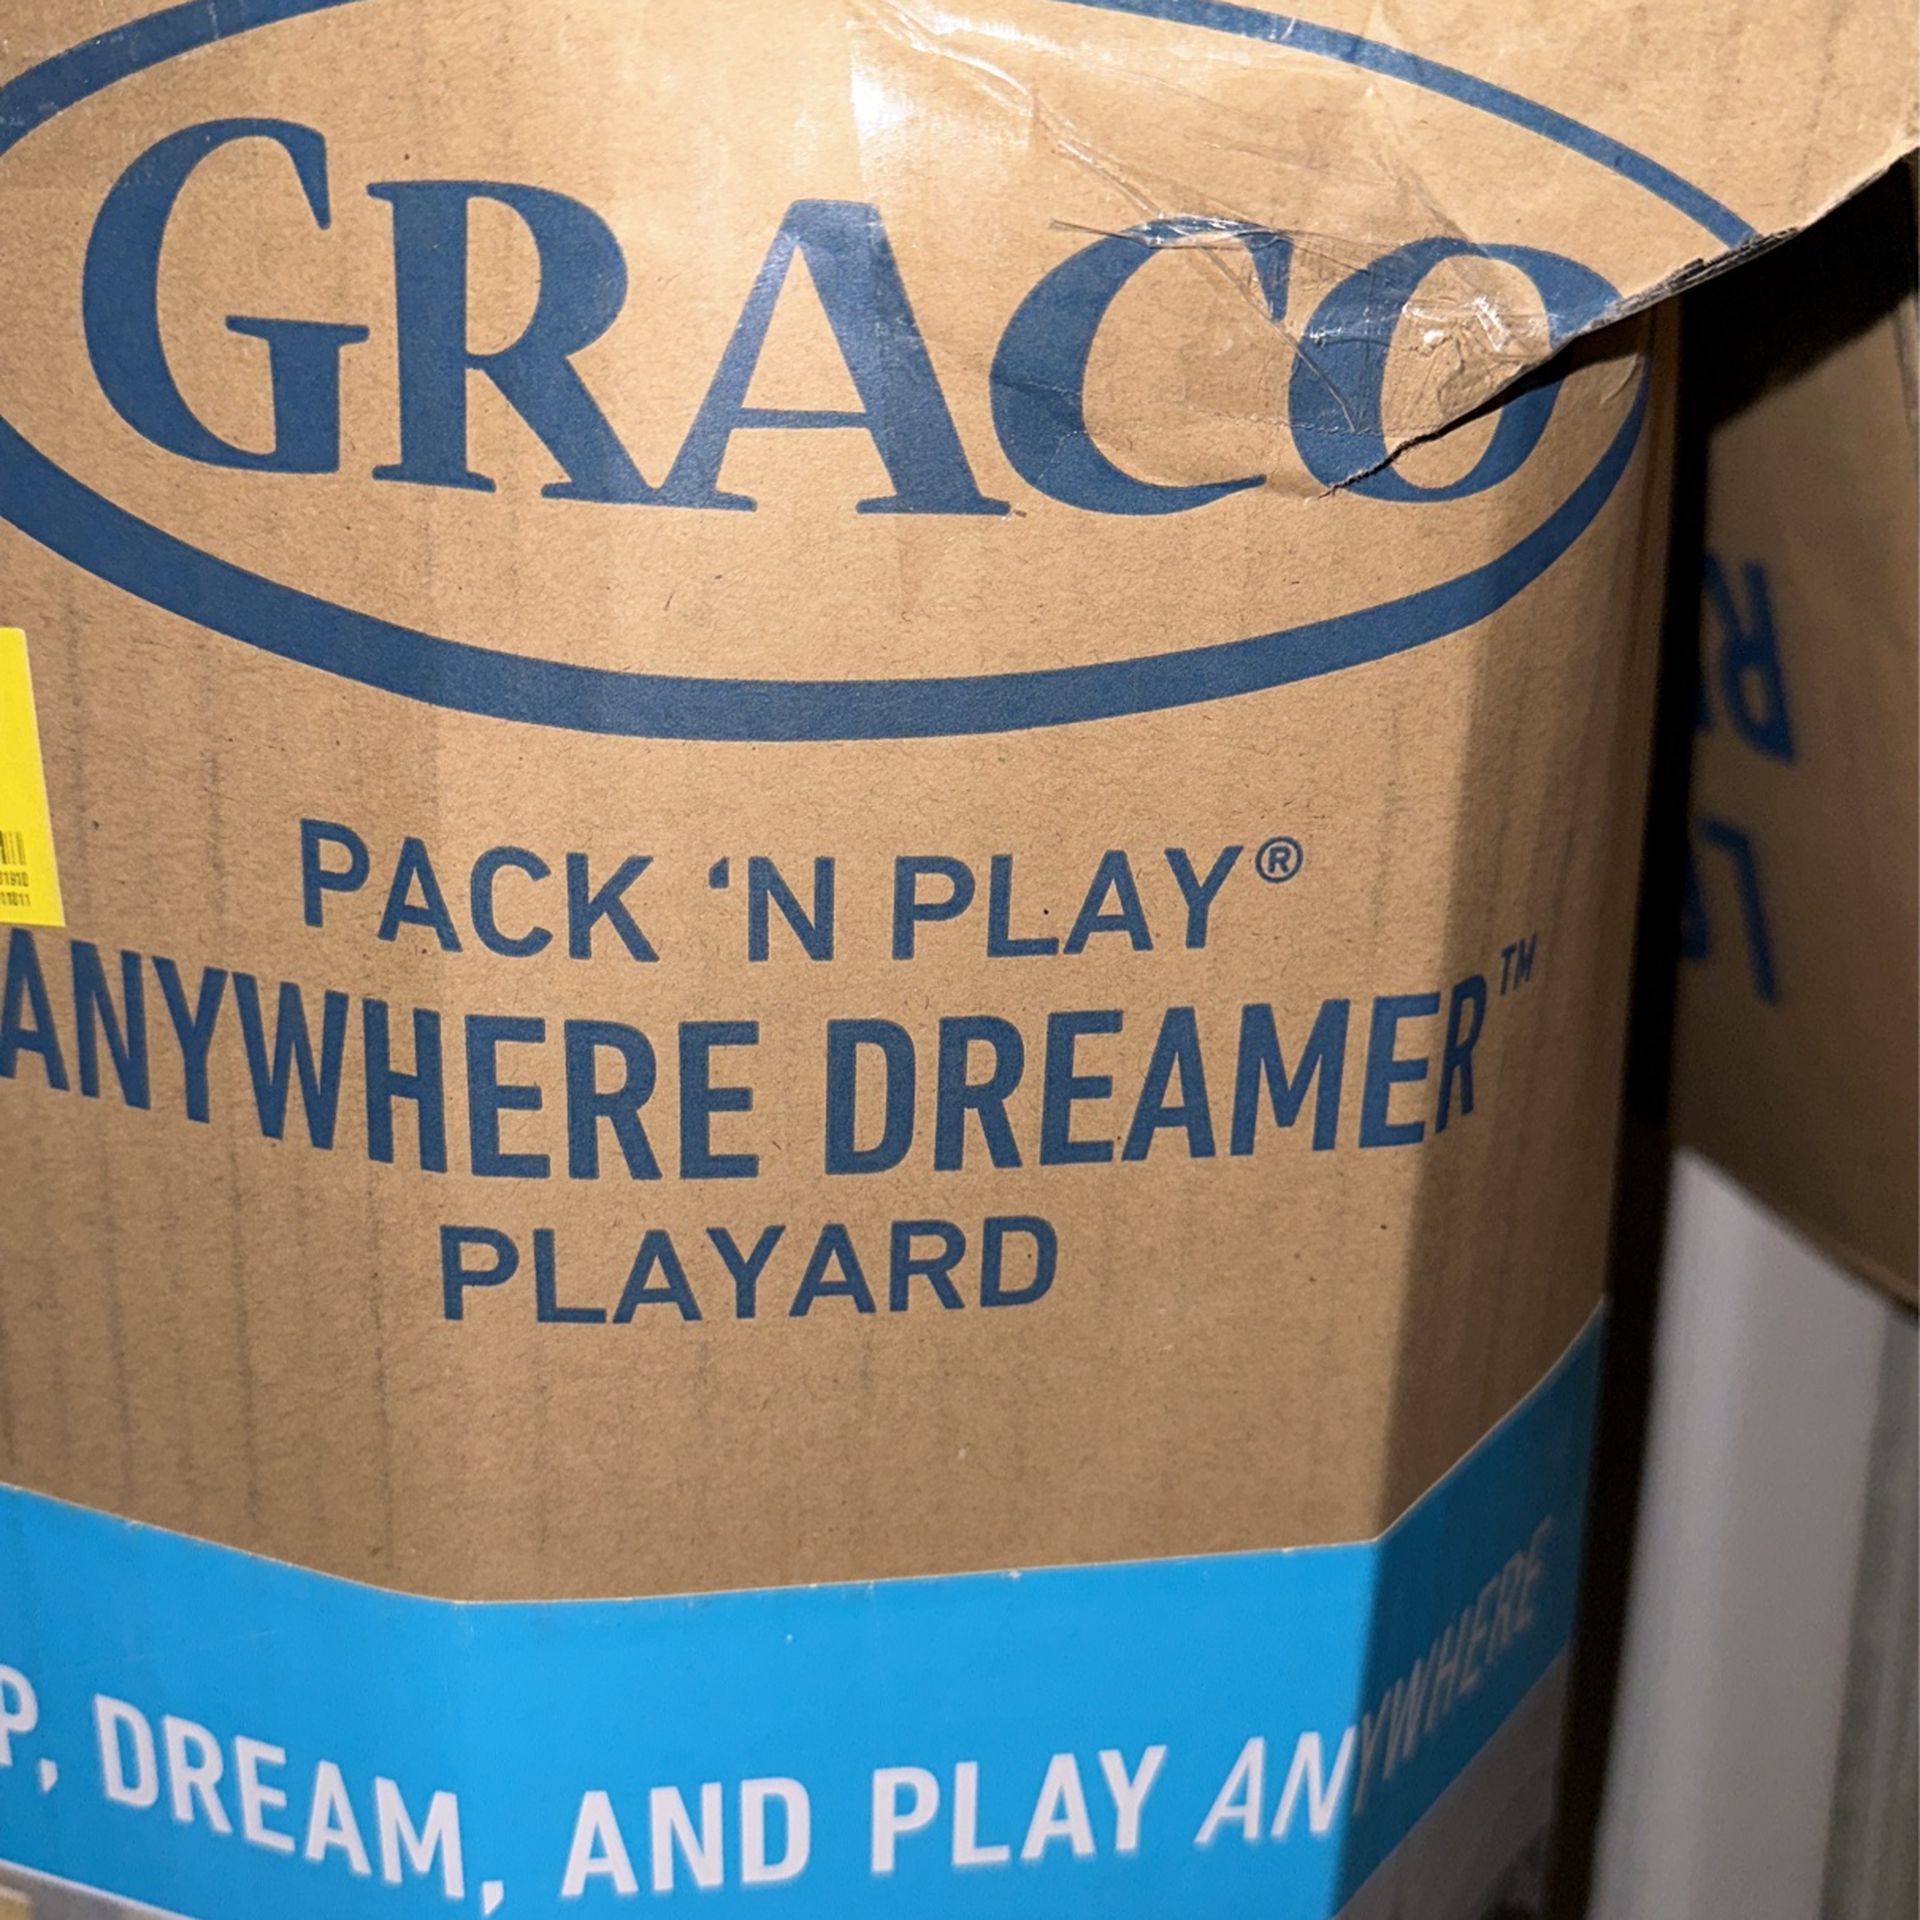 GRACO
PACK 'N PLAY®
ANYWHERE DREAMER™
PLAYARD
P, DREAM, AND PLAY ANYWHERE